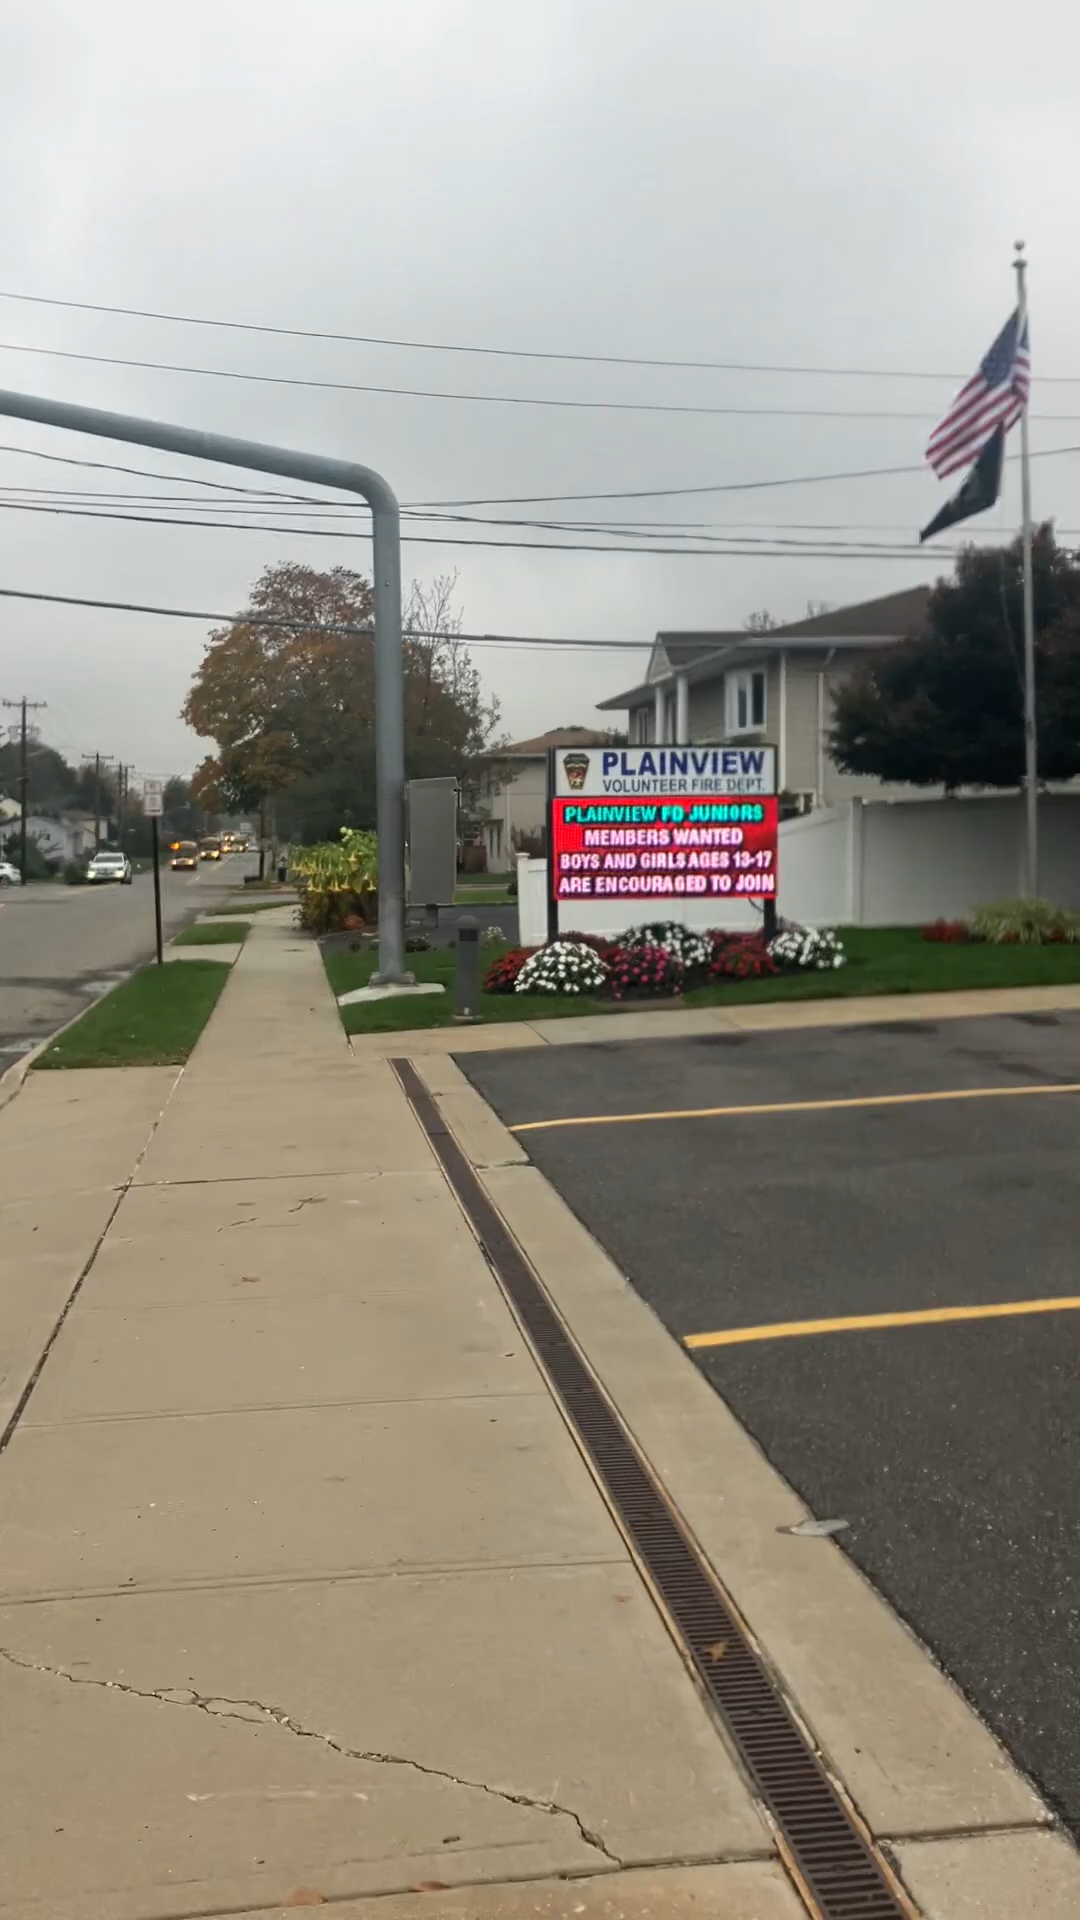 PLAINVIEW
VOLUNTEER FIRE DEPT.
PLAINVIEW FD JUNIORS
MEMBERS WANTED
BOYS AND GIRLS AGES 13-17
ARE ENCOURAGED TO JOIN